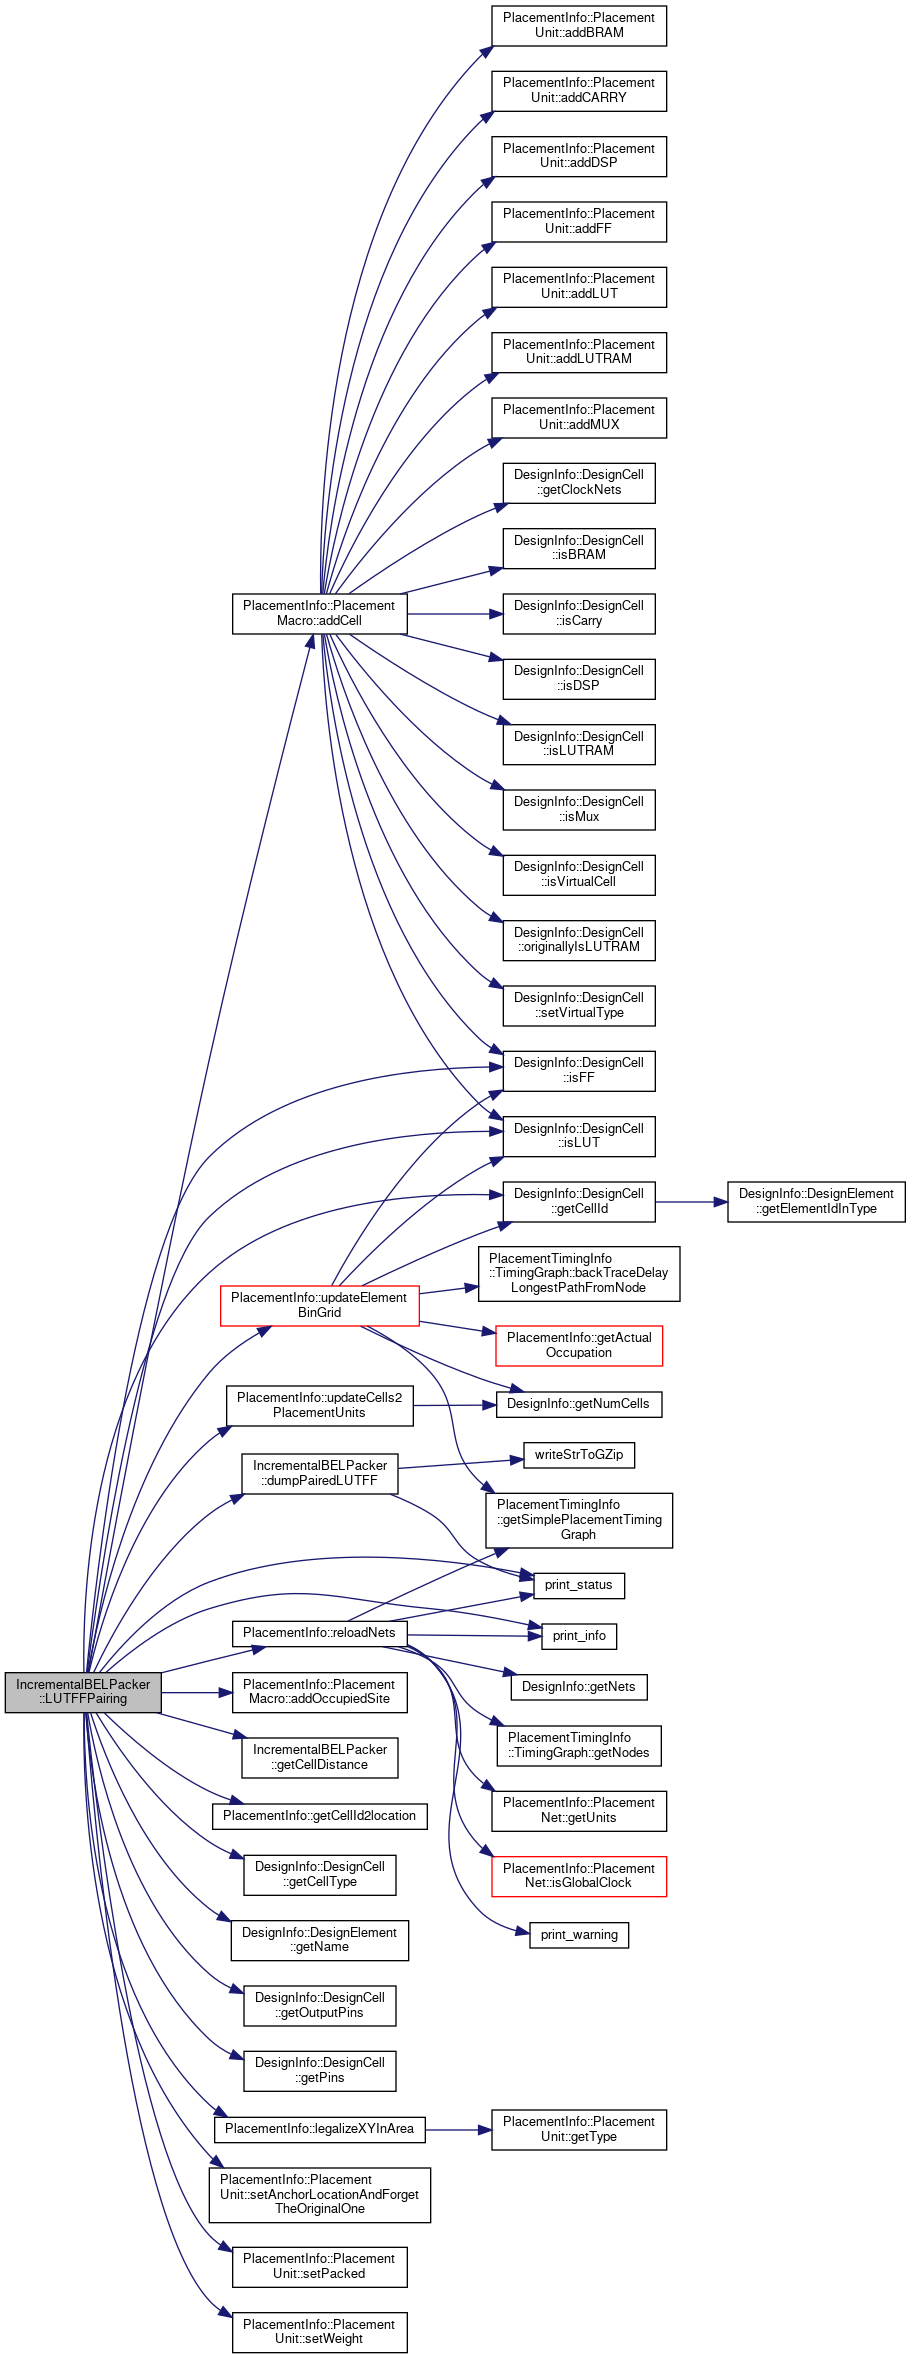 PlacementInfo::Placement
Unit::addBRAM
PlacementInfo::Placement
Unit::addCARRY
PlacementInfo::Placement
Unit::addDSP
PlacementInfo::Placement
Unit::addFF
PlacementInfo::Placement
Unit::addLUT
PlacementInfo::Placement
Unit::addLUTRAM
PlacementInfo::Placement
Unit::addMUX
DesignInfo::DesignCell
::getClockNets
DesignInfo::DesignCell
::isBRAM
PlacementInfo::Placement
Macro::addCell
DesignInfo::DesignCell
::isCarry
DesignInfo::DesignCell
::isDSP
DesignInfo::DesignCell
::isLUTRAM
DesignInfo::DesignCell
::isMux
DesignInfo::DesignCell
::isVirtualCell
DesignInfo::DesignCell
::originallyIsLUTRAM
DesignInfo::DesignCell
::setVirtualType
DesignInfo::DesignCell
::isFF
DesignInfo::DesignCell
::isLUT
DesignInfo::DesignCell
::getCellId
DesignInfo::DesignElement
::getElementIdInType
PlacementTimingInfo
::TimingGraph::backTraceDelay
LongestPathFromNode
PlacementInfo::updateElement
BinGrid
PlacementInfo::getActual
Occupation
PlacementInfo::updateCells2
PlacementUnits
DesignInfo::getNumCells
IncrementalBELPacker
::dumpPairedLUTFF
writeStrToGZip
PlacementTimingInfo
::getSimplePlacementTiming
Graph
print_status
PlacementInfo::reloadNets
print_info
IncrementalBELPacker
::LUTFFPairing
PlacementInfo::Placement
Macro::addOccupiedSite
DesignInfo::getNets
IncrementalBELPacker
::getCellDistance
PlacementTimingInfo
::TimingGraph::getNodes
PlacementInfo::getCellId2location
PlacementInfo::Placement
Net::getUnits
DesignInfo::DesignCell
::getCellType
PlacementInfo::Placement
Net::isGlobalClock
DesignInfo::DesignElement
::getName
print_warning
DesignInfo::DesignCell
::getOutputPins
DesignInfo::DesignCell
::getPins
PlacementInfo::legalizeXYInArea
PlacementInfo::Placement
Unit::getType
PlacementInfo::Placement
Unit::setAnchorLocationAndForget
TheOriginalOne
PlacementInfo::Placement
Unit::setPacked
PlacementInfo::Placement
Unit::setWeight